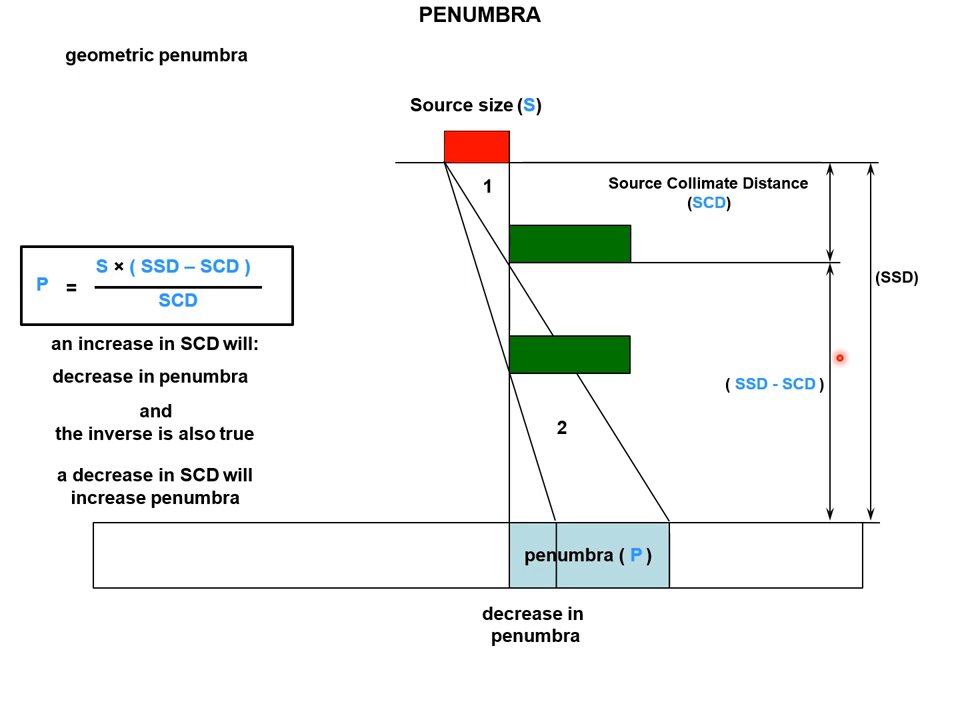 PENUMBRA
geometric penumbra
Source size (S)
1
Source Collimate Distance
(SCD)
(SSD)
P = S × ( SSD – SCD )
SCD
an increase in SCD will:
decrease in penumbra
and
the inverse is also true
a decrease in SCD will
increase penumbra
( SSD - SCD )
2
penumbra ( P )
decrease in
penumbra